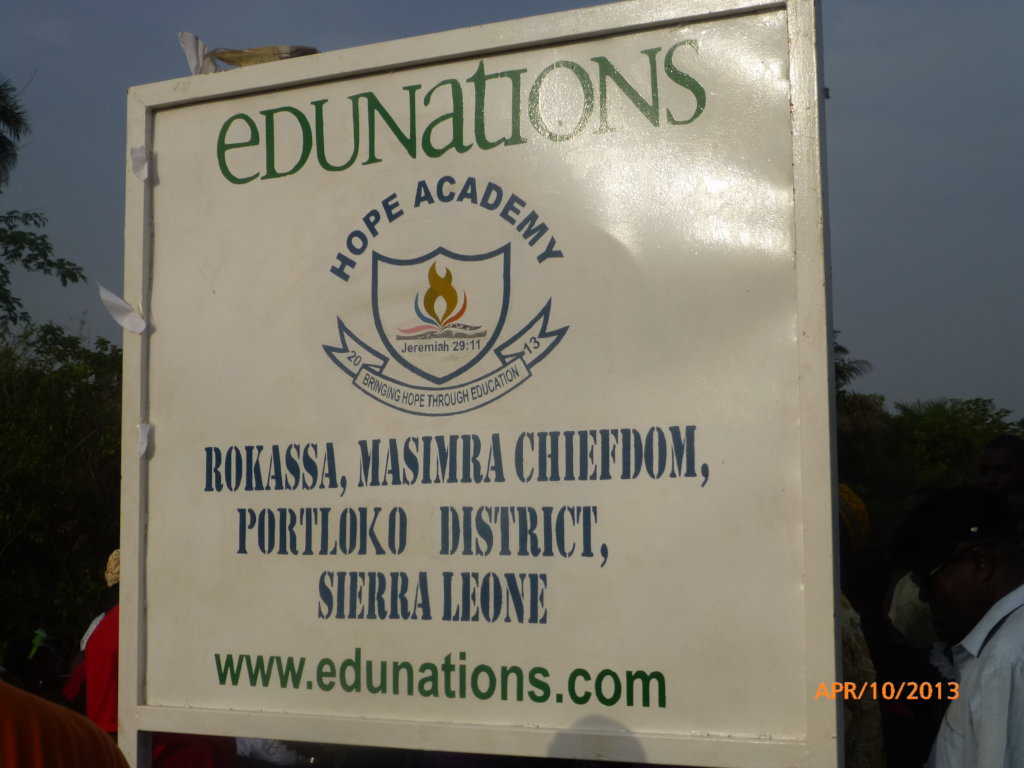 eDUNatIONS
HOPE ACADEMY
Jeremiah 29:11
20 BRINGING HOPE THROUGH EDUCATION 13
ROKASSA, MASIMRA CHIEFDOM,
PORTLOKO DISTRICT,
SIERRA LEONE
www.edunations.com
APR/10/2013